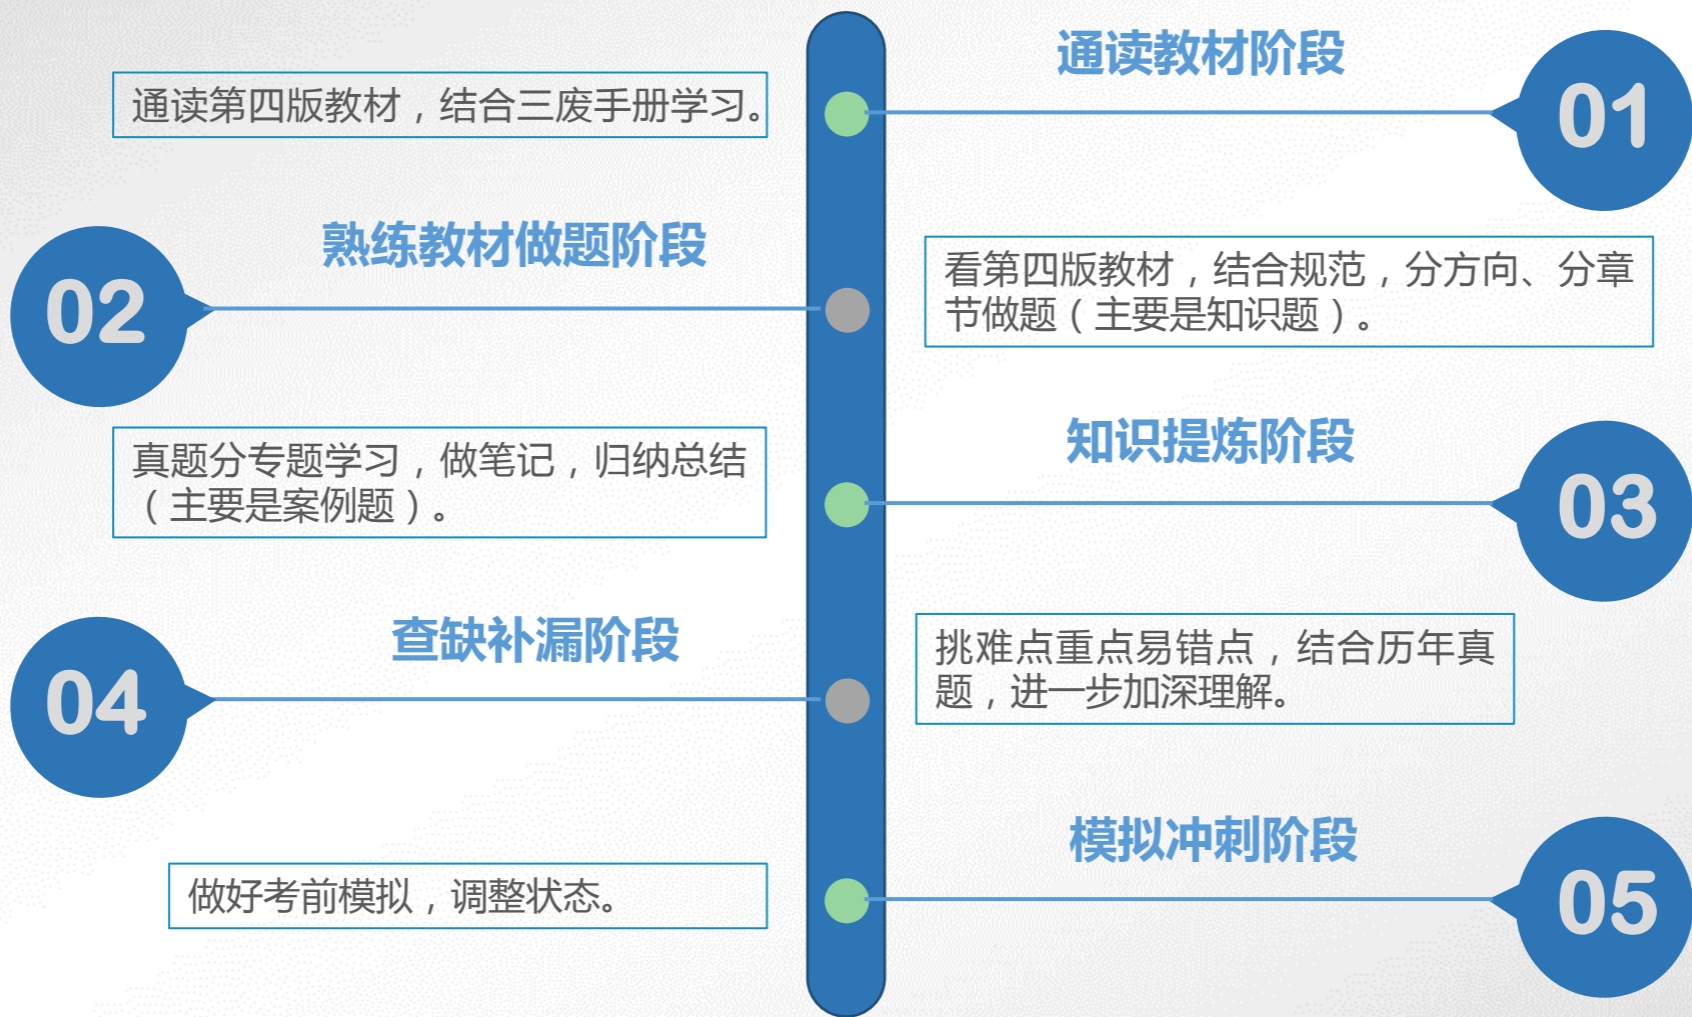 通读教材阶段
01
通读第四版教材，结合三废手册学习。
熟练教材做题阶段
02
看第四版教材，结合规范，分方向、分章
节做题（主要是知识题）。
知识提炼阶段
03
真题分专题学习，做笔记，归纳总结
（主要是案例题）。
查缺补漏阶段
04
挑难点重点易错点，结合历年真
题，进一步加深理解。
模拟冲刺阶段
05
做好考前模拟，调整状态。